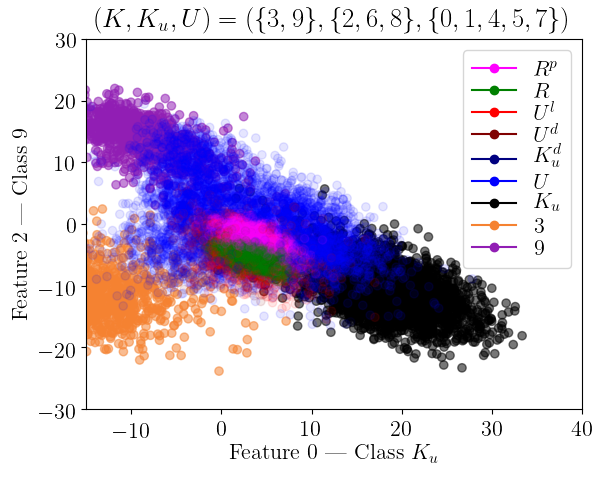 (K, K_u, U) = ({3, 9}, {2, 6, 8}, {0, 1, 4, 5, 7})
30
20
10
0
−10
−20
−30
Feature 2 — Class 9
R^p
R
U^l
U^d
K_u^d
U
K_u
3
9
−10
0
10
20
30
40
Feature 0 — Class K_u